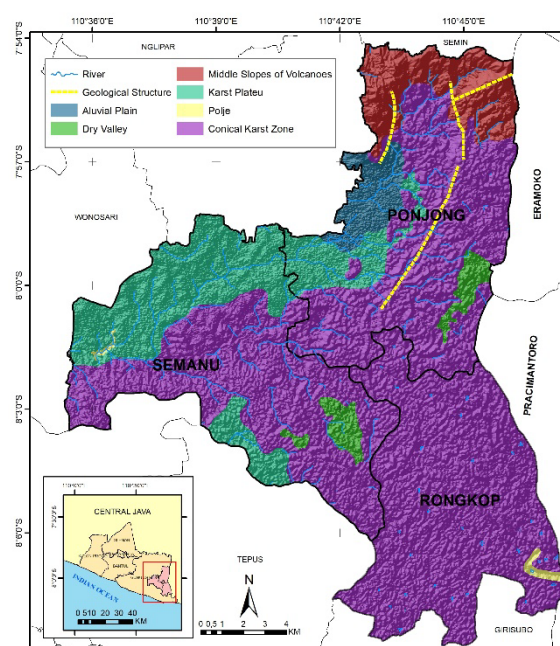 110°36'0"E 110°39'0"E 110°42'0"E 110°45'0"E
7°54'0"S
7°57'0"S
8°0'0"S
8°3'0"S
8°6'0"S
NGLIPAR
SEMIN
River
Geological Structure
Aluvial Plain
Dry Valley
Middle Slopes of Volcanoes
Karst Plateu
Polje
Conical Karst Zone
WONOSARI
PONJONG
ERAMOKO
SEMANU
PRACIMANTORO
RONGKOP
TEPUS
GIRISUBO
CENTRAL JAVA
BANTUL
INDIAN OCEAN
0 510 20 30 40
KM
N
0 0,5 1 2 3 4
KM